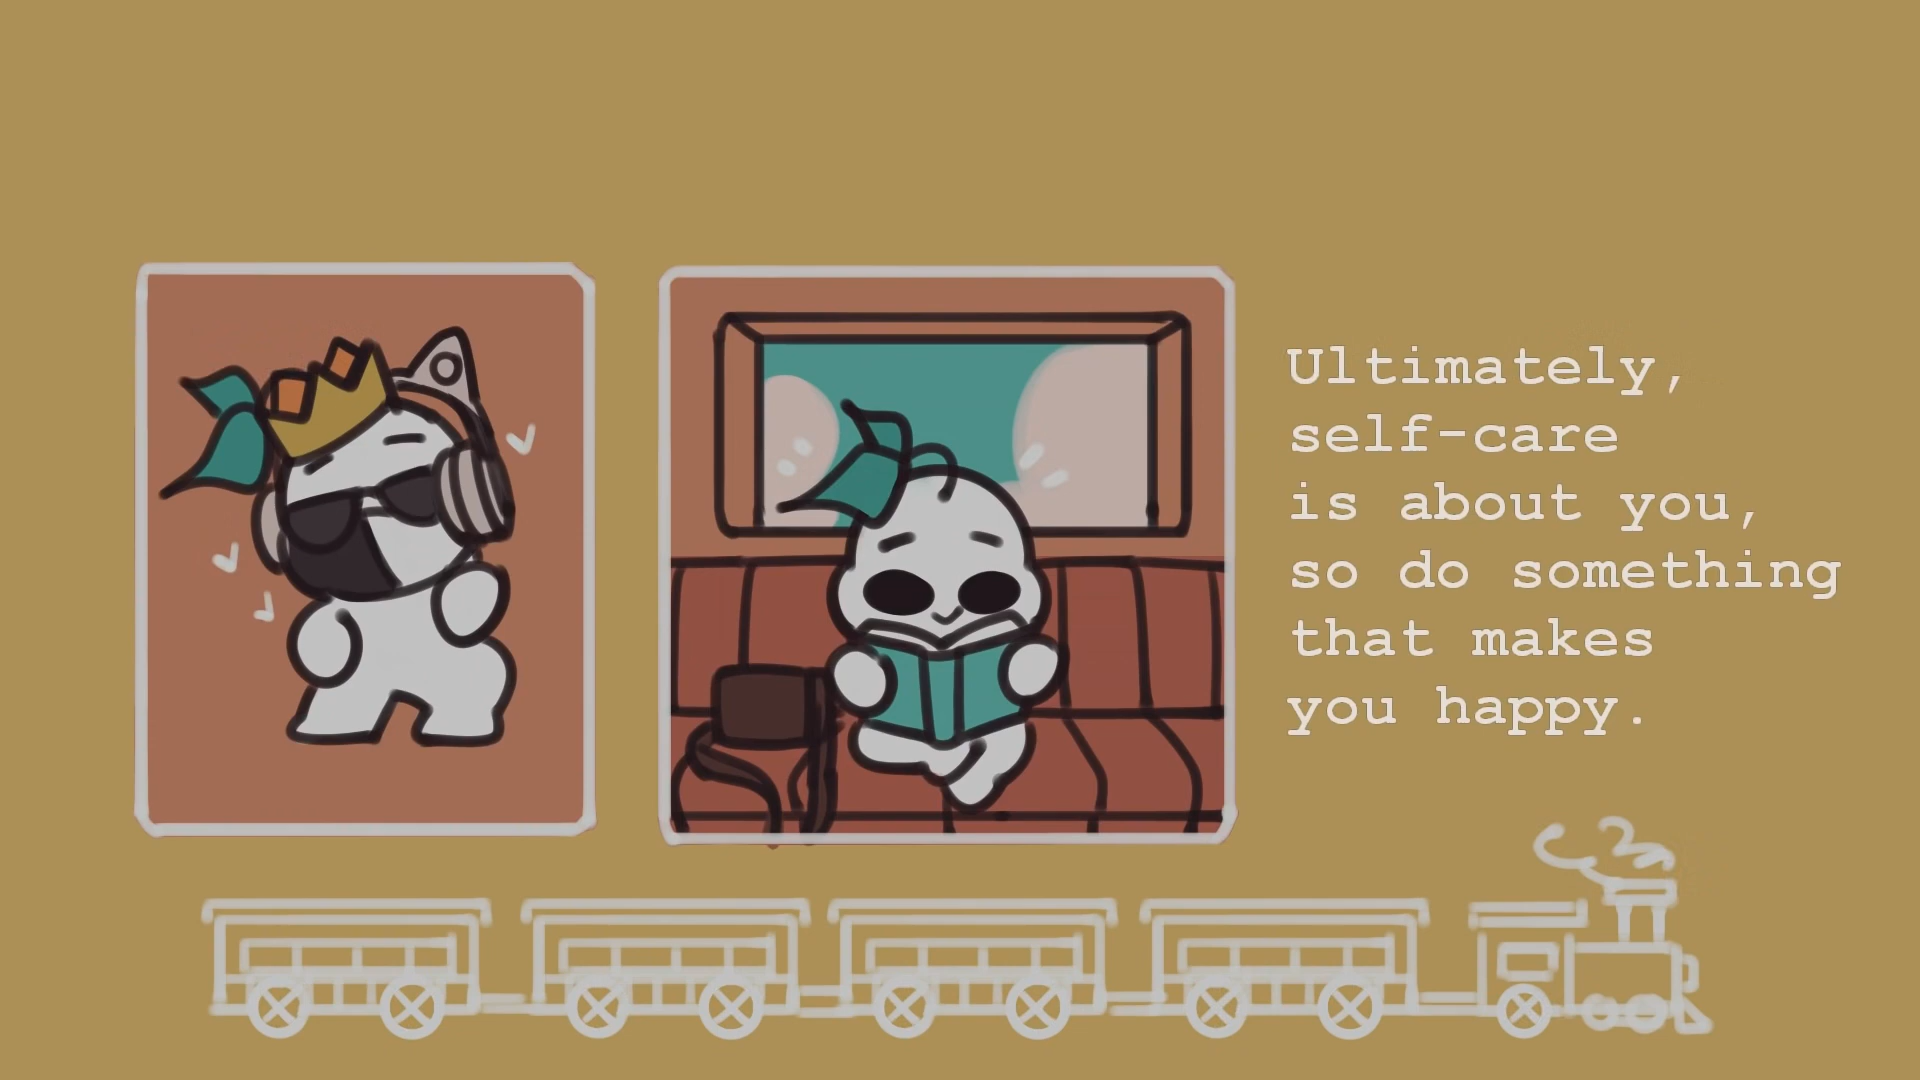 Ultimately,
self-care
is about you,
so do something
that makes
you happy.